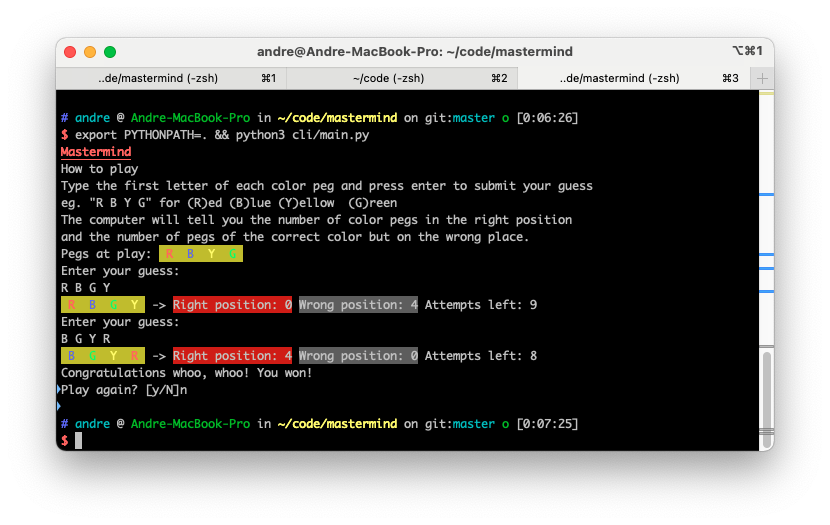 andre@Andre-MacBook-Pro: ~/code/mastermind ⌥⌘1
..de/mastermind (-zsh) ⌘1 ~/code (-zsh) ⌘2 ..de/mastermind (-zsh) ⌘3 +
# andre @ Andre-MacBook-Pro in ~/code/mastermind on git:master o [0:06:26]
$ export PYTHONPATH=. && python3 cli/main.py
Mastermind
How to play
Type the first letter of each color peg and press enter to submit your guess
eg. "R B Y G" for (R)ed (B)lue (Y)ellow  (G)reen
The computer will tell you the number of color pegs in the right position
and the number of pegs of the correct color but on the wrong place.
Pegs at play: R B Y G
Enter your guess:
R B G Y
R B G Y -> Right position: 0 Wrong position: 4 Attempts left: 9
Enter your guess:
B G Y R
B G Y R -> Right position: 4 Wrong position: 0 Attempts left: 8
Congratulations whoo, whoo! You won!
Play again? [y/N]n
# andre @ Andre-MacBook-Pro in ~/code/mastermind on git:master o [0:07:25]
$